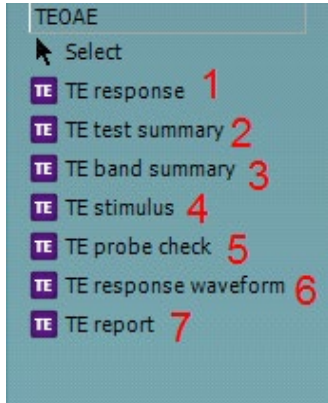 TEOAE
Select
TE TE response 1
TE TE test summary 2
TE TE band summary 3
TE TE stimulus 4
TE TE probe check 5
TE TE response waveform 6
TE TE report 7